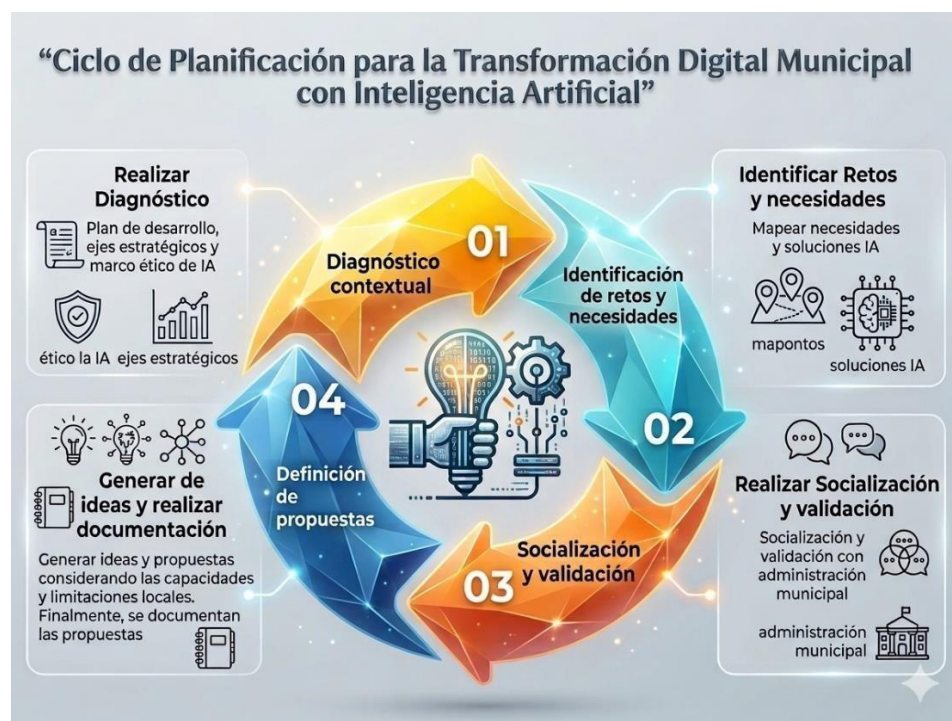 “Ciclo de Planificación para la Transformación Digital Municipal
con Inteligencia Artificial”
Realizar
Diagnóstico
Plan de desarrollo,
ejes estratégicos y
marco ético de IA
ético la IA
ejes estratégicos
01
Diagnóstico
contextual
Identificar Retos
y necesidades
Mapear necesidades
y soluciones IA
mapontos
soluciones IA
Identificación
de retos y
necesidades
02
Realizar Socialización
y validación
Socialización y
validación con
administración
municipal
administración
municipal
Socialización
y validación
03
04
Definición
de
propuestas
Generar de
ideas y realizar
documentación
Generar ideas y propuestas
considerando las capacidades
y limitaciones locales.
Finalmente, se documentan
las propuestas